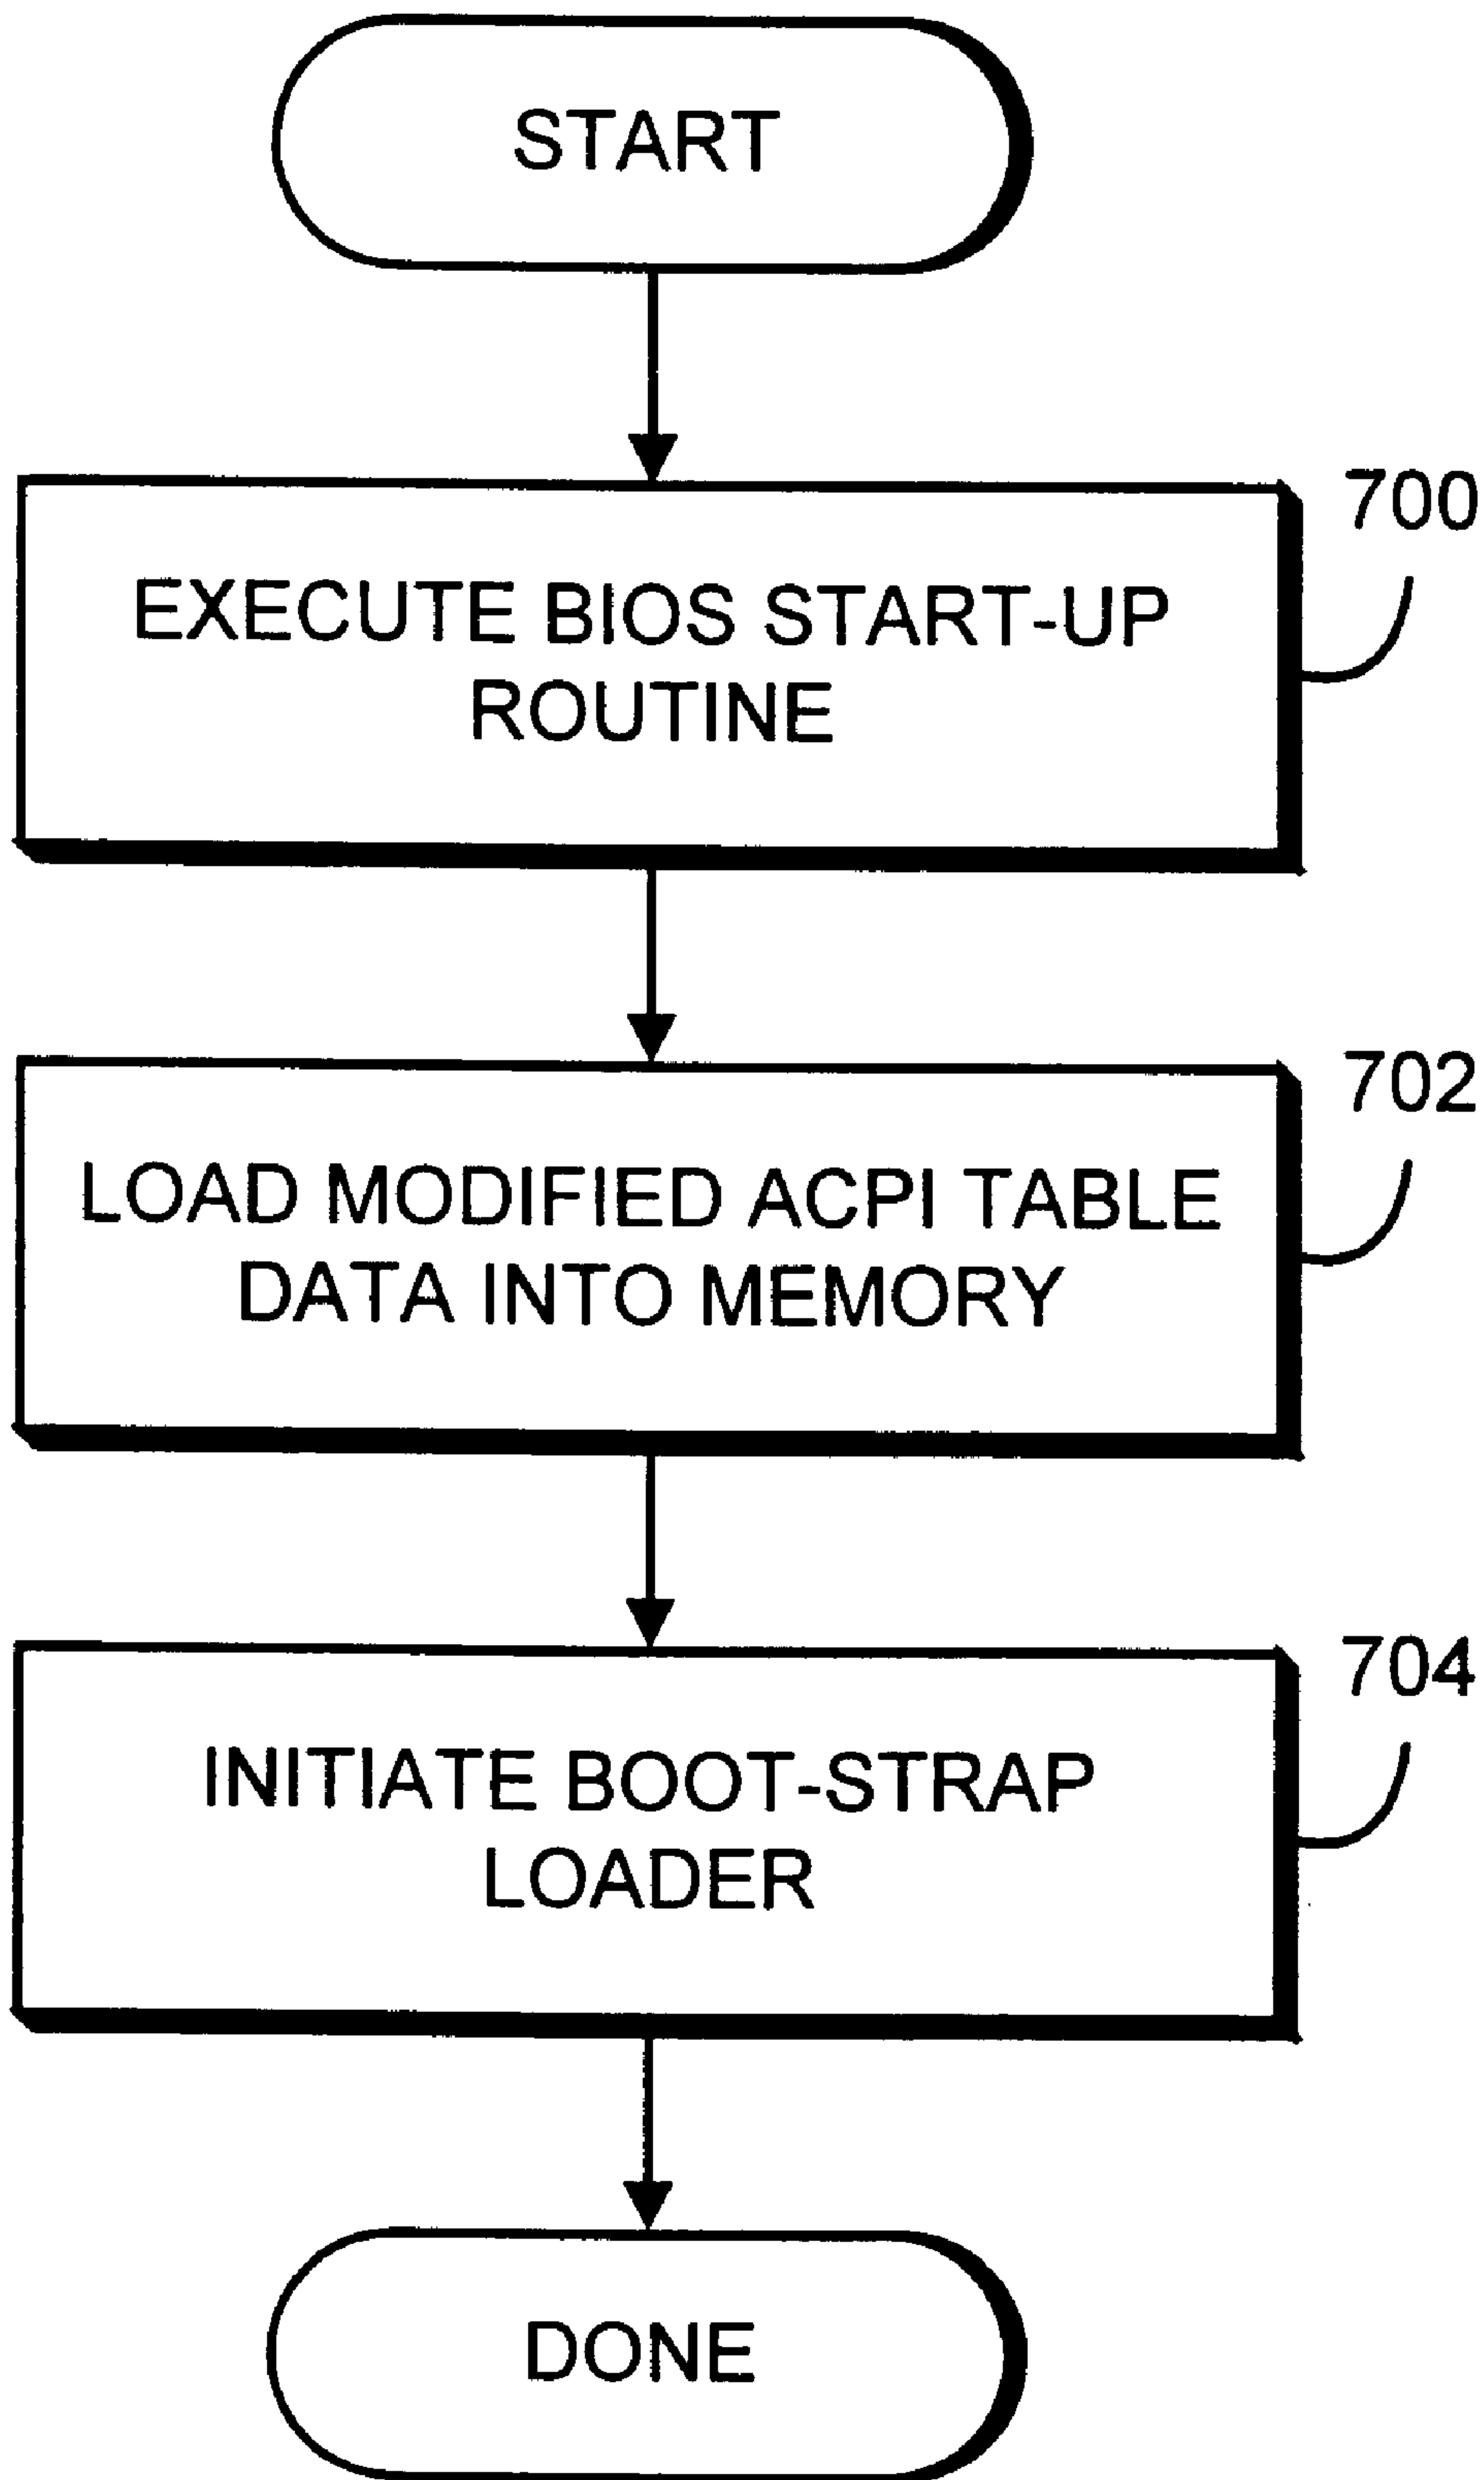 START
700
EXECUTE BIOS START-UP
ROUTINE
702
LOAD MODIFIED ACPI TABLE
DATA INTO MEMORY
704
INITIATE BOOT-STRAP
LOADER
DONE